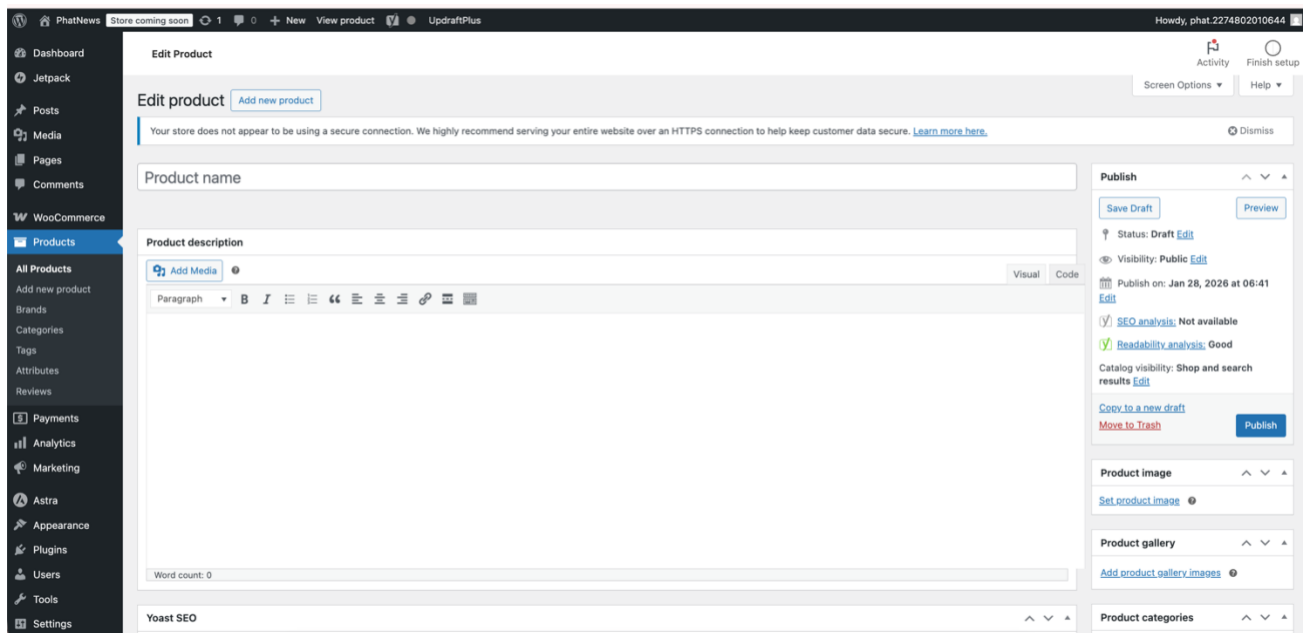 PhatNews Store coming soon 1 0 New View product UpdraftPlus Howdy, phat.2274802010644
Dashboard
Jetpack
Posts
Media
Pages
Comments
WooCommerce
Products
All Products
Add new product
Brands
Categories
Tags
Attributes
Reviews
Payments
Analytics
Marketing
Astra
Appearance
Plugins
Users
Tools
Settings
Edit Product
Activity Finish setup
Screen Options Help
Edit product Add new product
Your store does not appear to be using a secure connection. We highly recommend serving your entire website over an HTTPS connection to help keep customer data secure. Learn more here. Dismiss
Product name
Product description
Add Media
Visual Code
Paragraph
Word count: 0
Yoast SEO
Publish
Save Draft Preview
Status: Draft Edit
Visibility: Public Edit
Publish on: Jan 28, 2026 at 06:41
Edit
SEO analysis: Not available
Readability analysis: Good
Catalog visibility: Shop and search
results Edit
Copy to a new draft
Move to Trash Publish
Product image
Set product image
Product gallery
Add product gallery images
Product categories